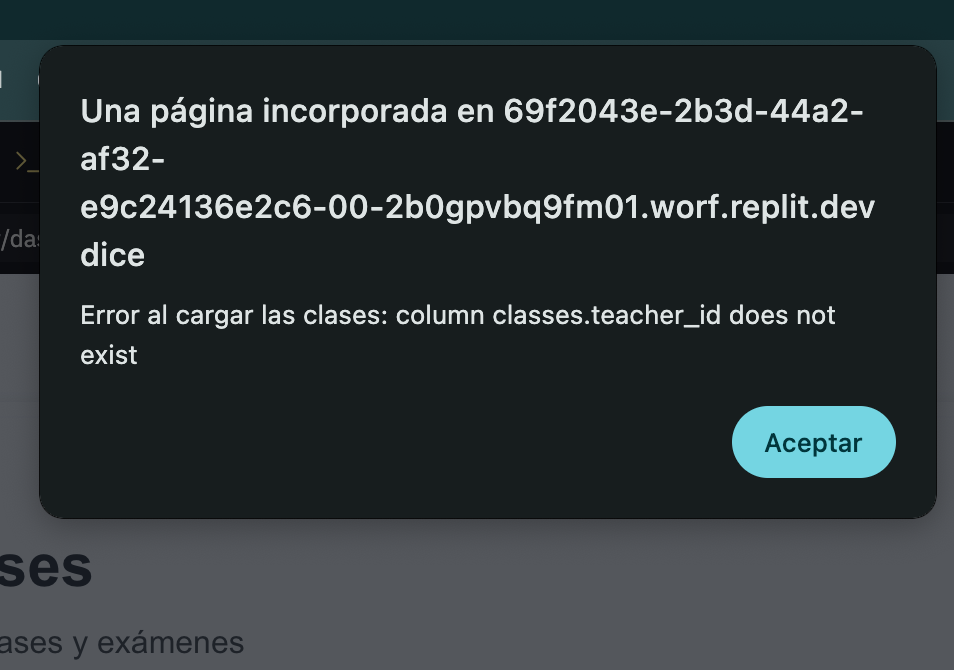 Una página incorporada en 69f2043e-2b3d-44a2-
af32-
e9c24136e2c6-00-2b0gpvbq9fm01.worf.replit.dev
dice
Error al cargar las clases: column classes.teacher_id does not
exist
Aceptar
>_
/das
ses
ases y exámenes